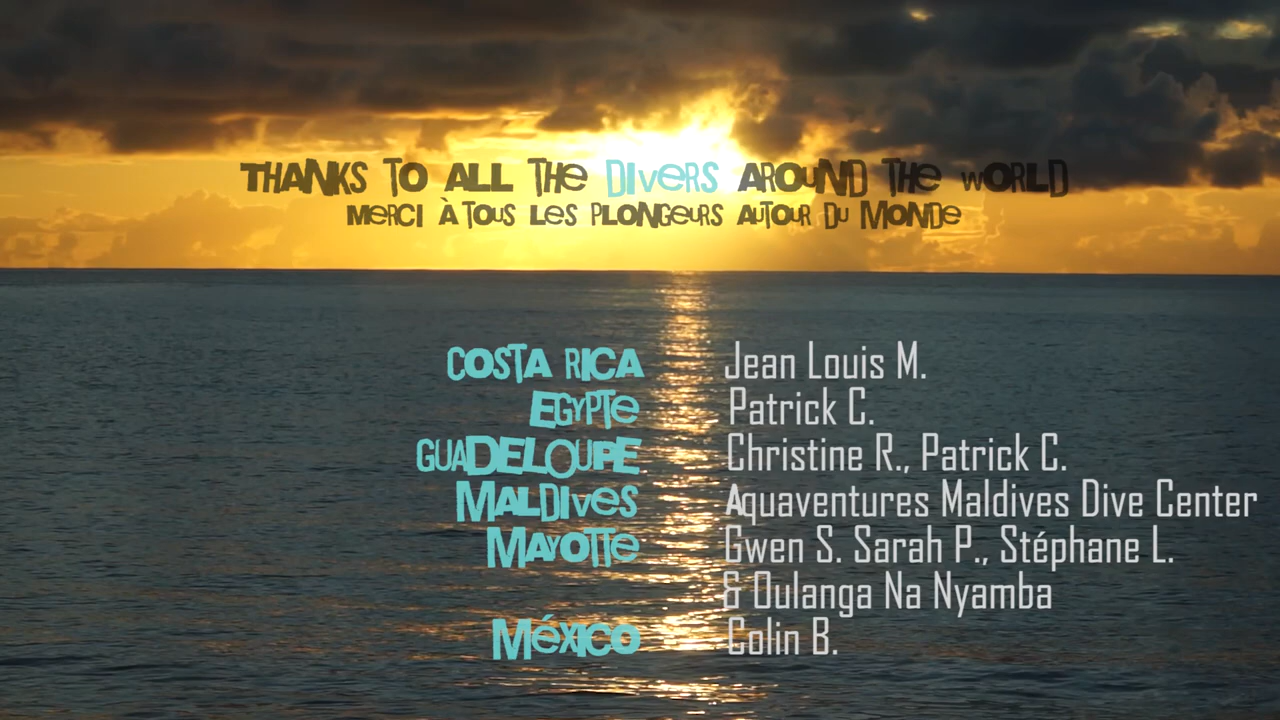 THANKS TO ALL THE DIVERS AROUND THE WORLD
MERCI À TOUS LES PLONGEURS AUTOUR DU MONDE
COSTA RICA Jean Louis M.
EGYPTE Patrick C.
GUADELOUPE Christine R., Patrick C.
MALDIVES Aquaventures Maldives Dive Center
MAYOTTE Gwen S. Sarah P., Stéphane L.
& Oulanga Na Nyamba
MéXICO Colin B.